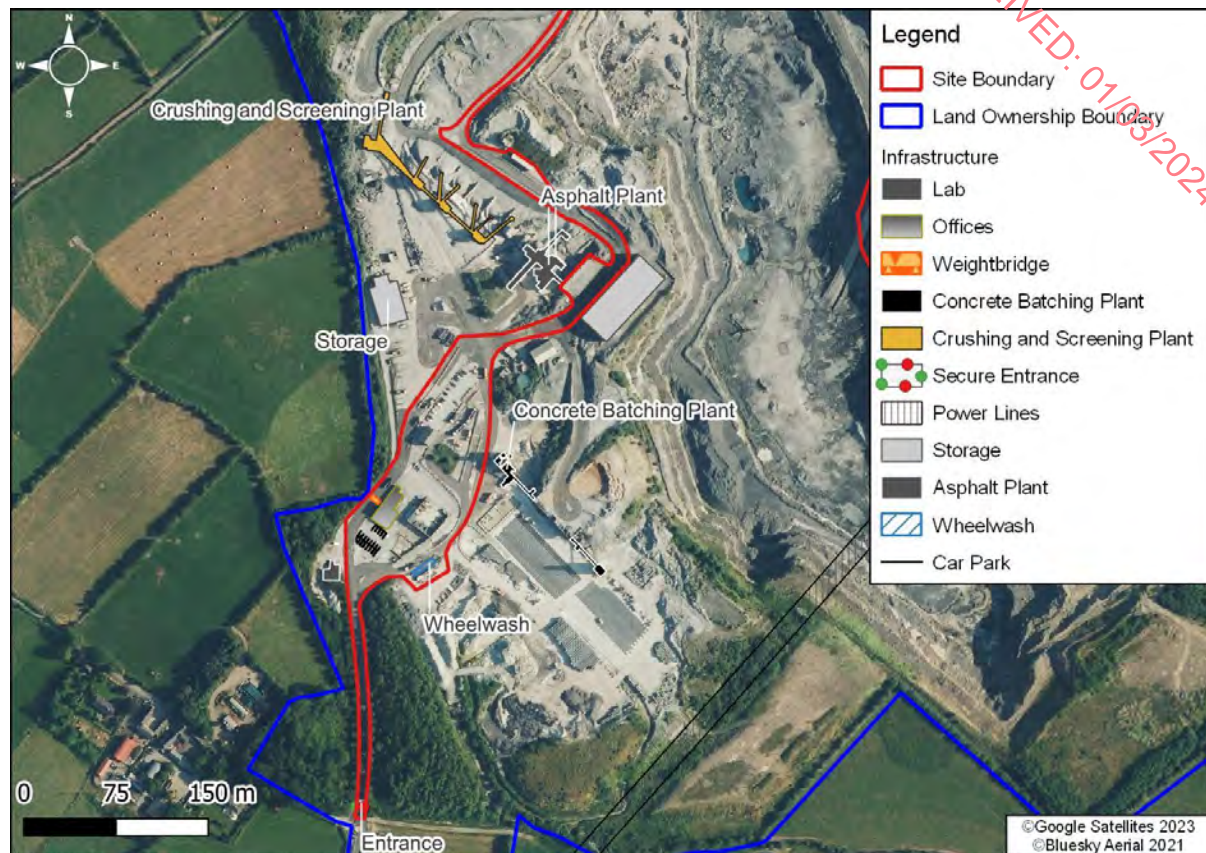 N
W
E
S
Crushing and Screening Plant
Asphalt Plant
Storage
Concrete Batching Plant
Wheelwash
Entrance
0 75 150 m
Legend
Site Boundary
Land Ownership Boundary
Infrastructure
Lab
Offices
Weightbridge
Concrete Batching Plant
Crushing and Screening Plant
Secure Entrance
Power Lines
Storage
Asphalt Plant
Wheelwash
Car Park
01/03/2024
©Google Satellites 2023
©Bluesky Aerial 2021